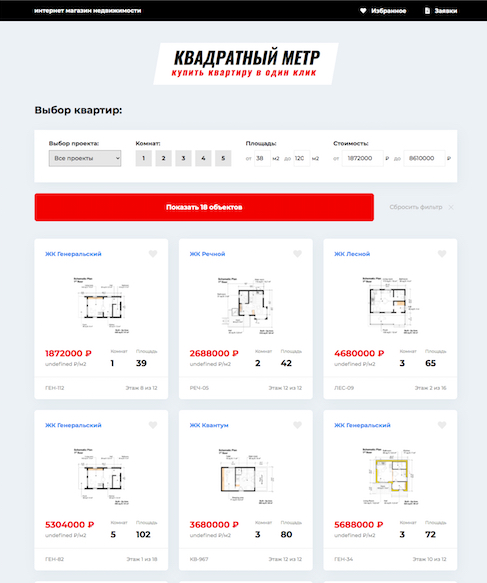 интернет магазин недвижимости
Избранное Заявки
КВАДРАТНЫЙ МЕТР
купить квартиру в один клик
Выбор квартир:
Выбор проекта: Комнат: Площадь: Стоимость:
Все проекты 1 2 3 4 5 от 38 м2 до 120 м2 от 1872000 ₽ до 8610000 ₽
Показать 18 объектов Сбросить фильтр ×
ЖК Генеральский ЖК Речной ЖК Лесной
1872000 ₽ Комнат Площадь 2688000 ₽ Комнат Площадь 4680000 ₽ Комнат Площадь
undefined ₽/м2 1 39 undefined ₽/м2 2 42 undefined ₽/м2 3 65
ГЕН-112 Этаж 8 из 12 РЕЧ-05 Этаж 12 из 12 ЛЕС-09 Этаж 2 из 16
ЖК Генеральский ЖК Квантум ЖК Генеральский
5304000 ₽ Комнат Площадь 3680000 ₽ Комнат Площадь 5688000 ₽ Комнат Площадь
undefined ₽/м2 5 102 undefined ₽/м2 3 80 undefined ₽/м2 3 72
ГЕН-82 Этаж 1 из 18 КВ-967 Этаж 12 из 12 ГЕН-34 Этаж 10 из 12